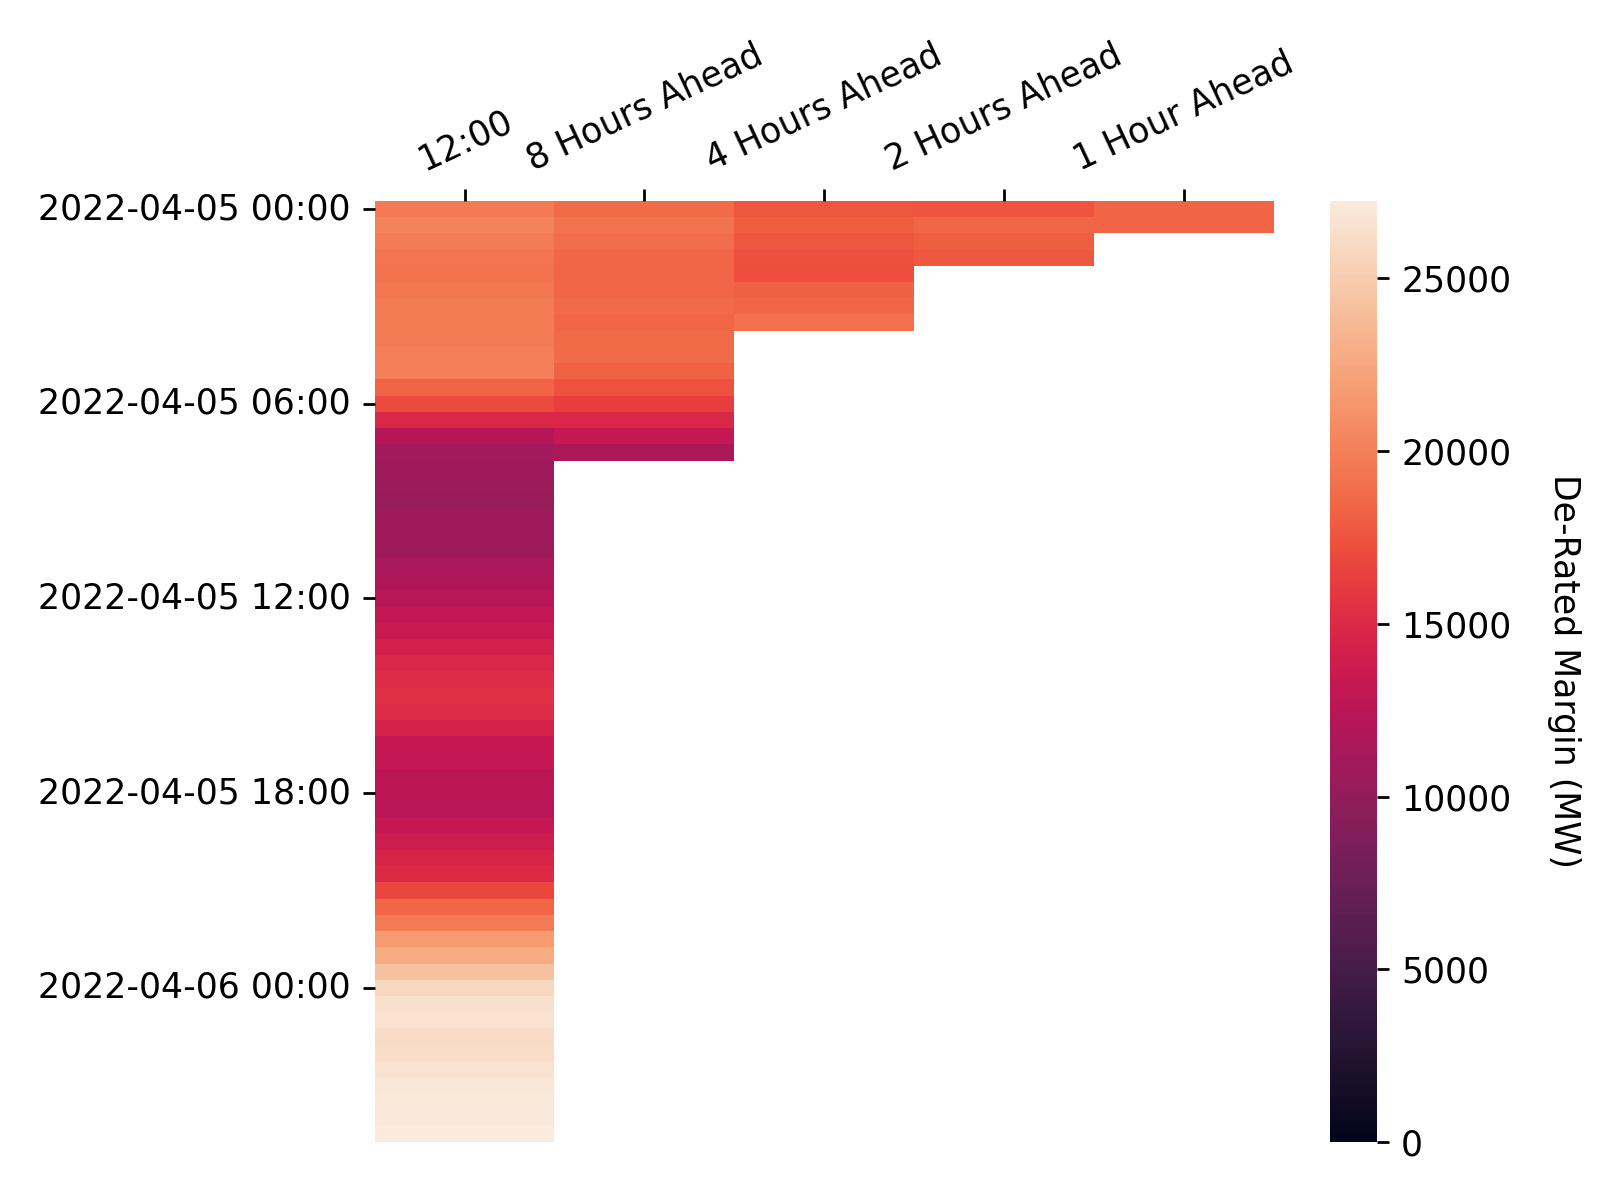 12:00
8 Hours Ahead
4 Hours Ahead
2 Hours Ahead
1 Hour Ahead
2022-04-05 00:00
2022-04-05 06:00
2022-04-05 12:00
2022-04-05 18:00
2022-04-06 00:00
25000
20000
15000
10000
5000
0
De-Rated Margin (MW)